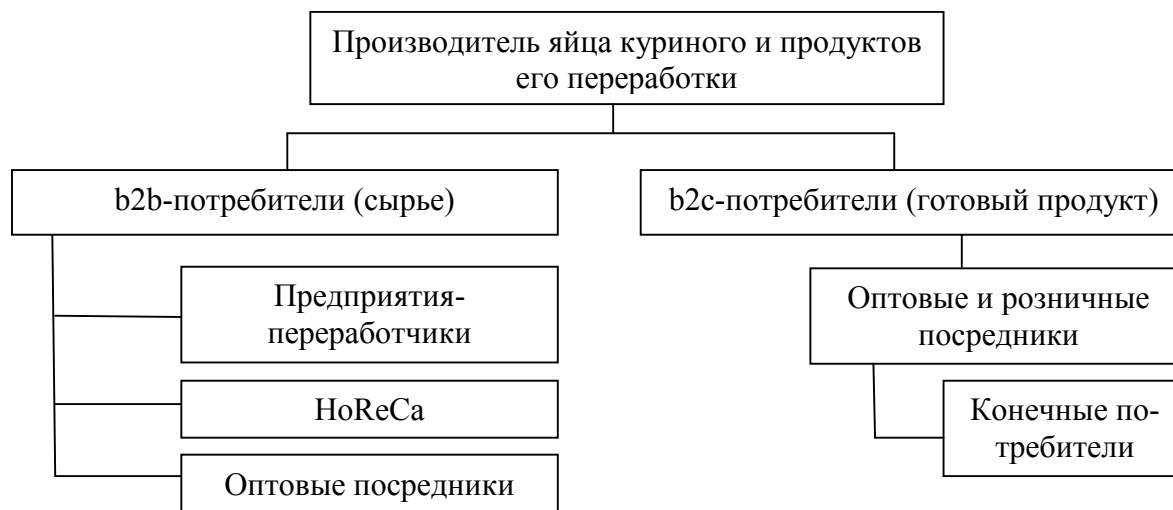 Производитель яйца куриного и продуктов
его переработки
b2b-потребители (сырье)
b2c-потребители (готовый продукт)
Предприятия-
переработчики
HoReCa
Оптовые посредники
Оптовые и розничные
посредники
Конечные по-
требители